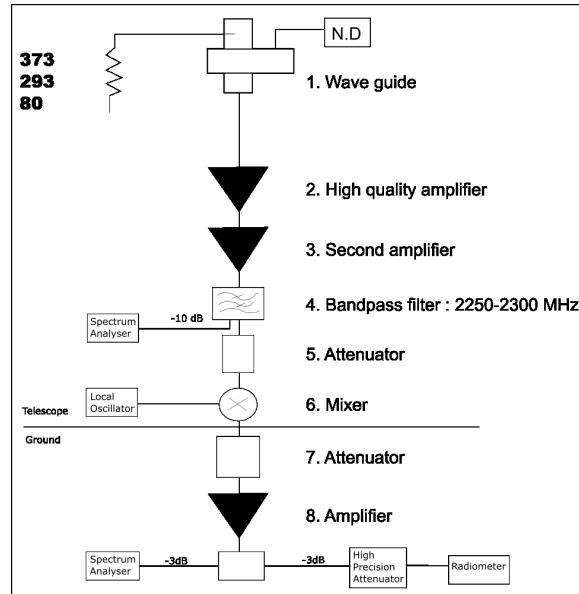 N.D
373
293
80
1. Wave guide
2. High quality amplifier
3. Second amplifier
4. Bandpass filter : 2250-2300 MHz
-10 dB
Spectrum
Analyser
5. Attenuator
Local
Oscillator
6. Mixer
Telescope
Ground
7. Attenuator
8. Amplifier
Spectrum
Analyser
-3dB
-3dB
High
Precision
Attenuator
Radiometer